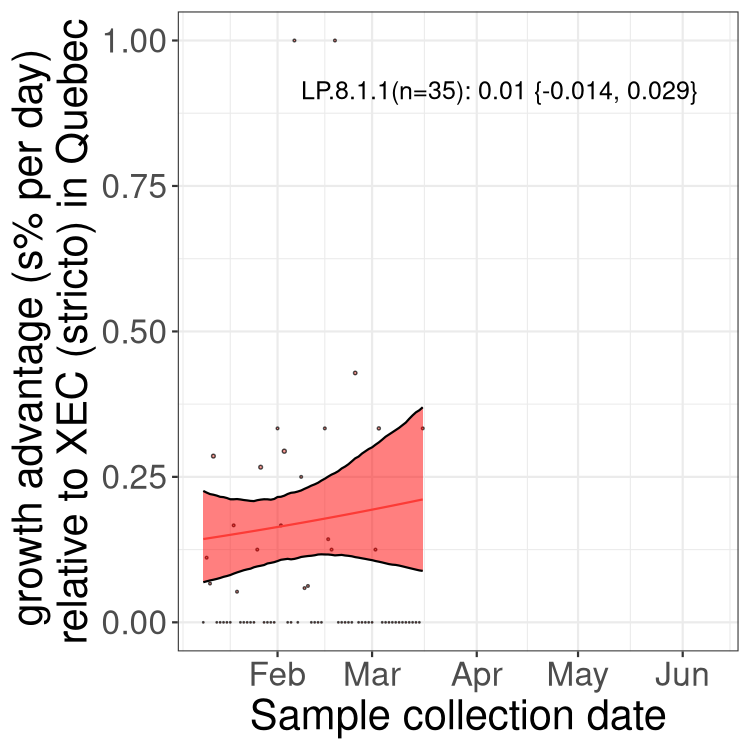 growth advantage (s% per day)
relative to XEC (stricto) in Quebec
1.00
0.75
0.50
0.25
0.00
LP.8.1.1(n=35): 0.01 {-0.014, 0.029}
Feb Mar Apr May Jun
Sample collection date